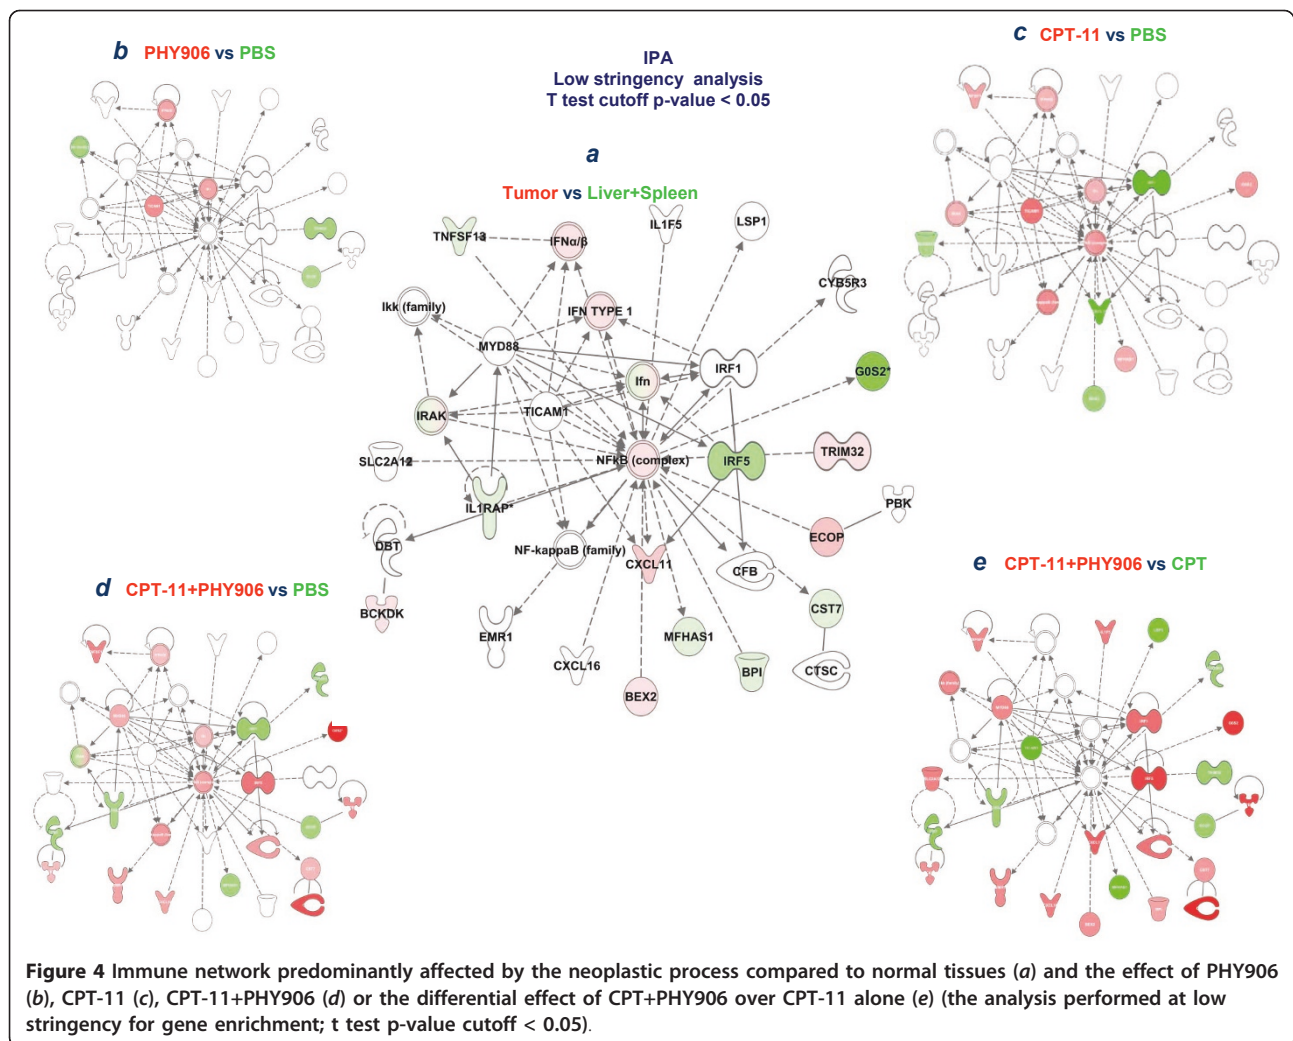 b PHY906 vs PBS
IPA
Low stringency analysis
T test cutoff p-value < 0.05
c CPT-11 vs PBS
a
Tumor vs Liver+Spleen
TNFSF13
IFNα/β
IL1F5
LSP1
CYB5R3
Ikk (family)
IFN TYPE 1
MYD88
IRF1
G0S2*
Ifn
IRAK
TICAM1
SLC2A12
NFkB (complex)
IRF5
TRIM32
IL1RAP*
PBK
ECOP
DBT
NF-kappaB (family)
CXCL11
CFB
BCKDK
CST7
EMR1
CXCL16
MFHAS1
BPI
CTSC
BEX2
d CPT-11+PHY906 vs PBS
e CPT-11+PHY906 vs CPT
Figure 4 Immune network predominantly affected by the neoplastic process compared to normal tissues (a) and the effect of PHY906
(b), CPT-11 (c), CPT-11+PHY906 (d) or the differential effect of CPT+PHY906 over CPT-11 alone (e) (the analysis performed at low
stringency for gene enrichment; t test p-value cutoff < 0.05).